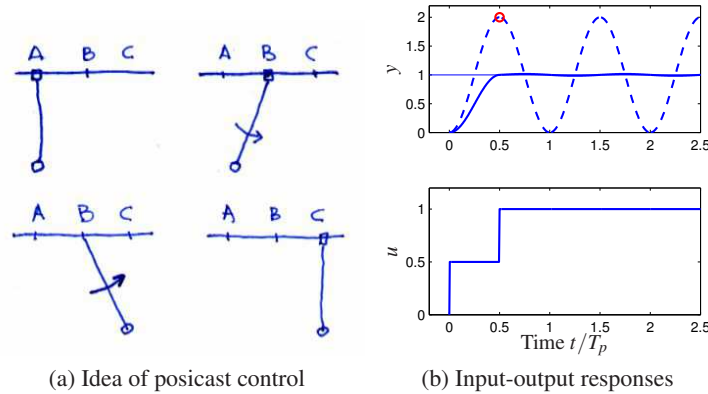 A B C
A B C
A B C
A B C
(a) Idea of posicast control
2
1.5
y
1
0.5
0
0 0.5 1 1.5 2 2.5
1
u
0.5
0
0 0.5 1 1.5 2 2.5
Time t/Tp
(b) Input-output responses